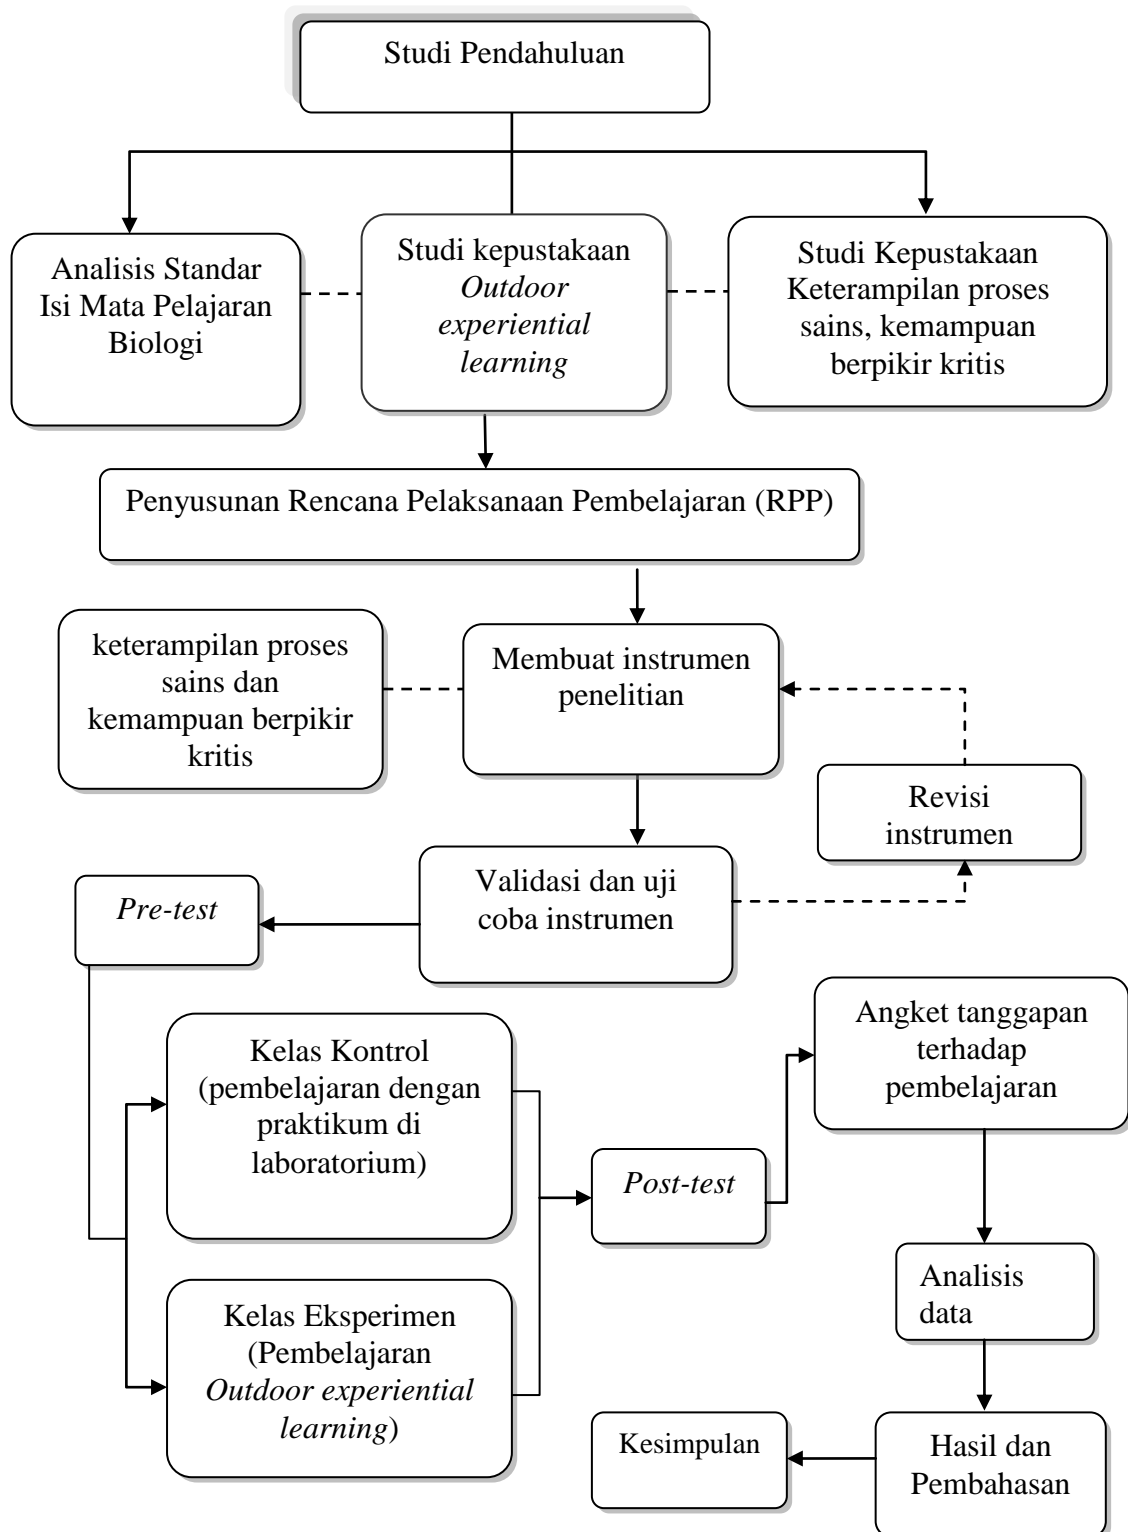 Studi Pendahuluan
Analisis Standar
Isi Mata Pelajaran
Biologi
Studi kepustakaan
Outdoor
experiential
learning
Studi Kepustakaan
Keterampilan proses
sains, kemampuan
berpikir kritis
Penyusunan Rencana Pelaksanaan Pembelajaran (RPP)
keterampilan proses
sains dan
kemampuan berpikir
kritis
Membuat instrumen
penelitian
Revisi
instrumen
Validasi dan uji
coba instrumen
Pre-test
Kelas Kontrol
(pembelajaran dengan
praktikum di
laboratorium)
Kelas Eksperimen
(Pembelajaran
Outdoor experiential
learning)
Post-test
Angket tanggapan
terhadap
pembelajaran
Analisis
data
Hasil dan
Pembahasan
Kesimpulan